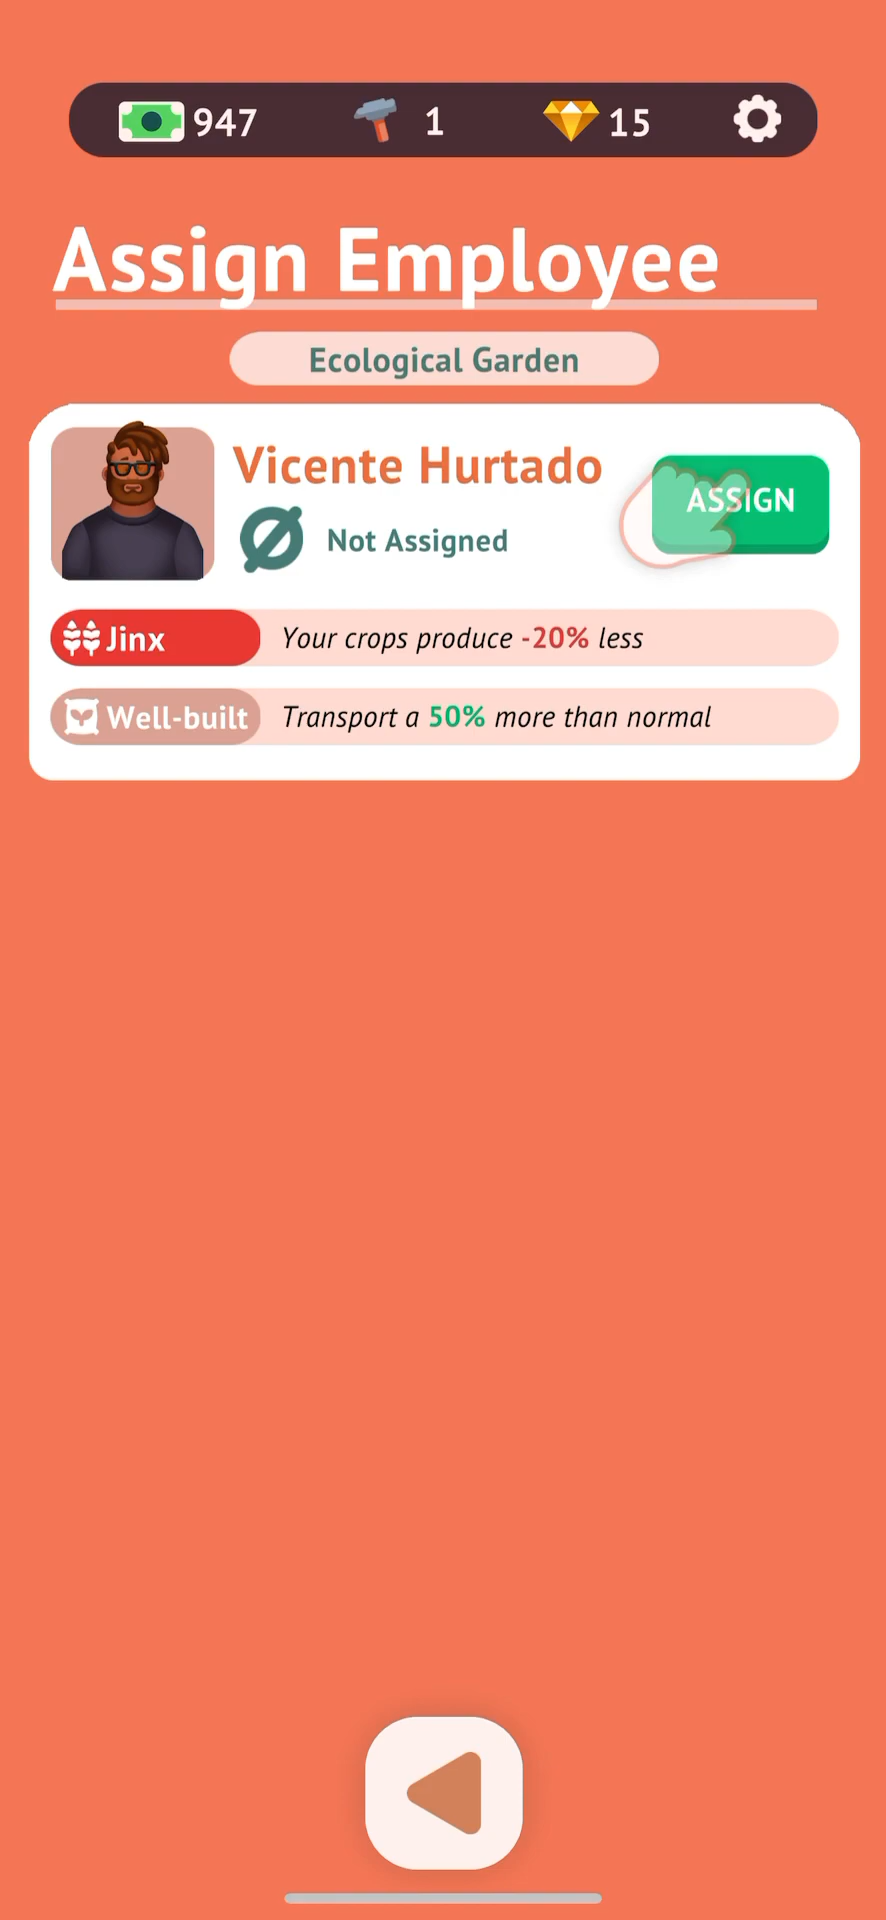 947
1
15
Assign Employee
Ecological Garden
Vicente Hurtado
Not Assigned
ASSIGN
Jinx
Your crops produce -20% less
Well-built
Transport a 50% more than normal